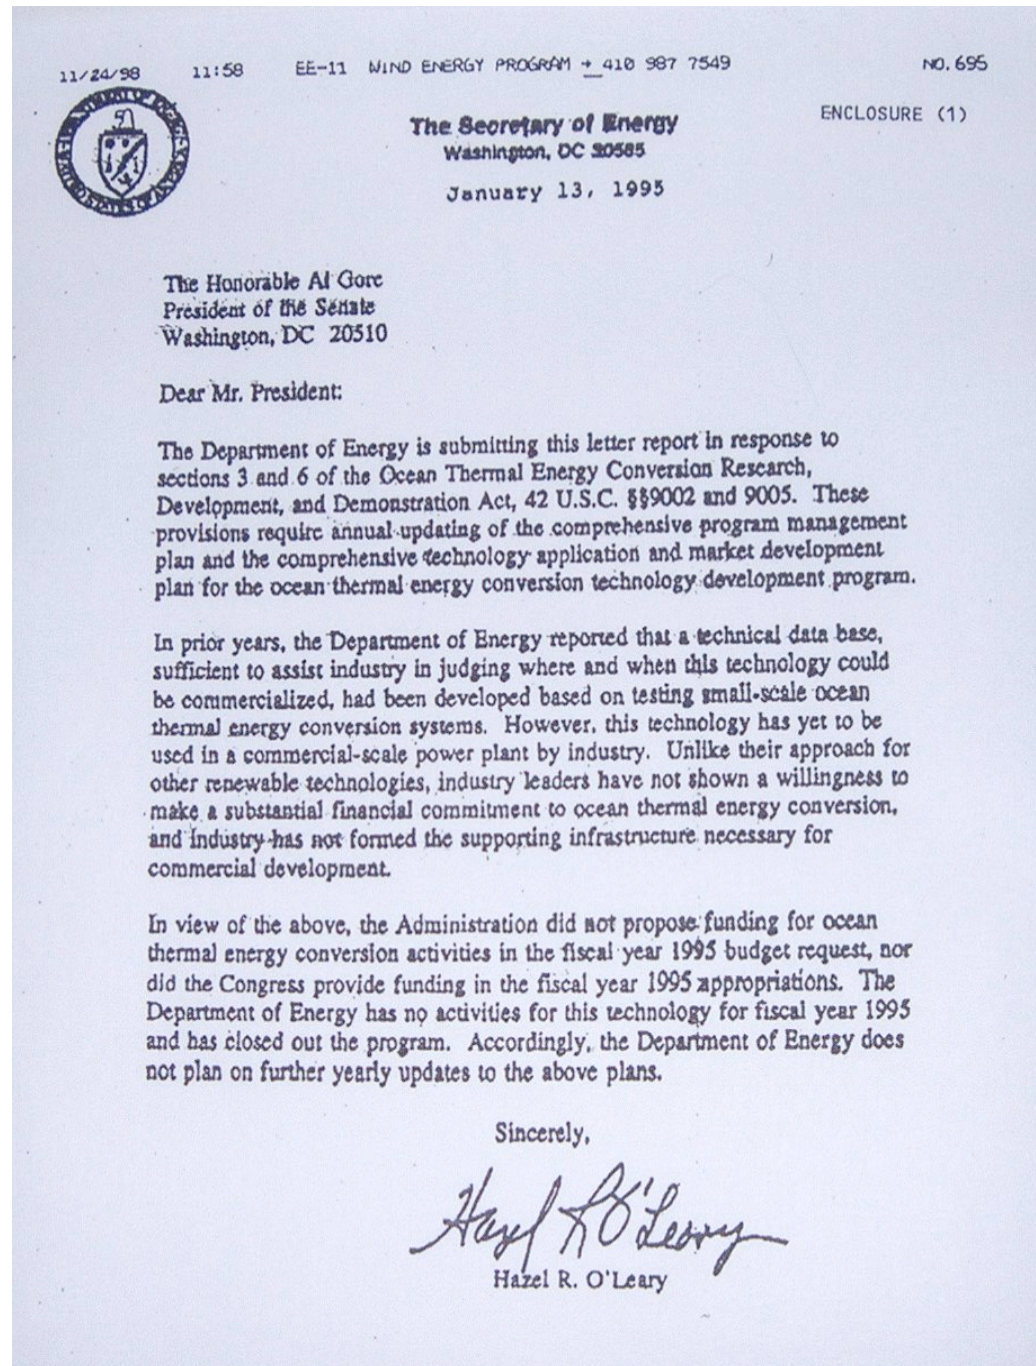 11/24/98 11:58 EE-11 WIND ENERGY PROGRAM → 410 987 7549 NO.695
ENCLOSURE (1)
The Secretary of Energy
Washington, DC 20585
January 13, 1995
The Honorable Al Gore
President of the Senate
Washington, DC 20510
Dear Mr. President:
The Department of Energy is submitting this letter report in response to
sections 3 and 6 of the Ocean Thermal Energy Conversion Research,
Development, and Demonstration Act, 42 U.S.C. §§9002 and 9005. These
provisions require annual updating of the comprehensive program management
plan and the comprehensive technology application and market development
plan for the ocean thermal energy conversion technology development program.
In prior years, the Department of Energy reported that a technical data base,
sufficient to assist industry in judging where and when this technology could
be commercialized, had been developed based on testing small-scale ocean
thermal energy conversion systems. However, this technology has yet to be
used in a commercial-scale power plant by industry. Unlike their approach for
other renewable technologies, industry leaders have not shown a willingness to
make a substantial financial commitment to ocean thermal energy conversion,
and industry has not formed the supporting infrastructure necessary for
commercial development.
In view of the above, the Administration did not propose funding for ocean
thermal energy conversion activities in the fiscal year 1995 budget request, nor
did the Congress provide funding in the fiscal year 1995 appropriations. The
Department of Energy has no activities for this technology for fiscal year 1995
and has closed out the program. Accordingly, the Department of Energy does
not plan on further yearly updates to the above plans.
Sincerely,
Hazel R O'Leary
Hazel R. O'Leary